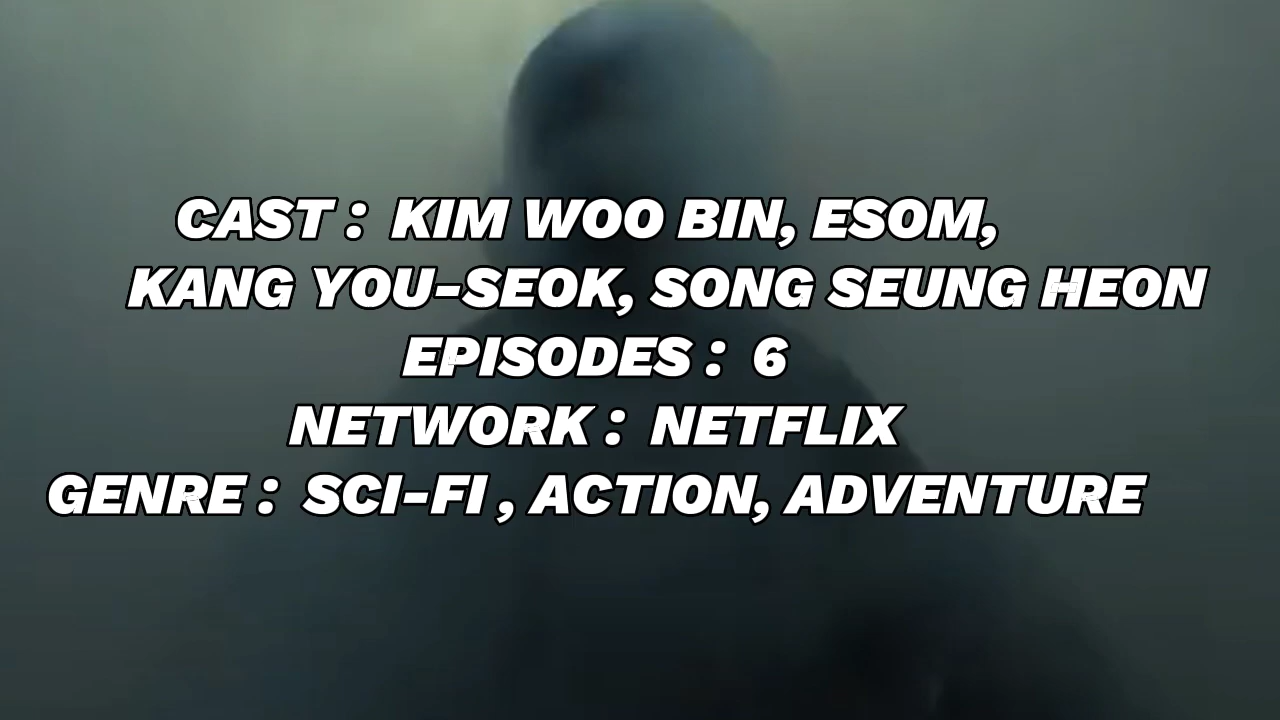 CAST : KIM WOO BIN, ESOM,
KANG YOU-SEOK, SONG SEUNG HEON
EPISODES : 6
NETWORK : NETFLIX
GENRE : SCI-FI , ACTION, ADVENTURE